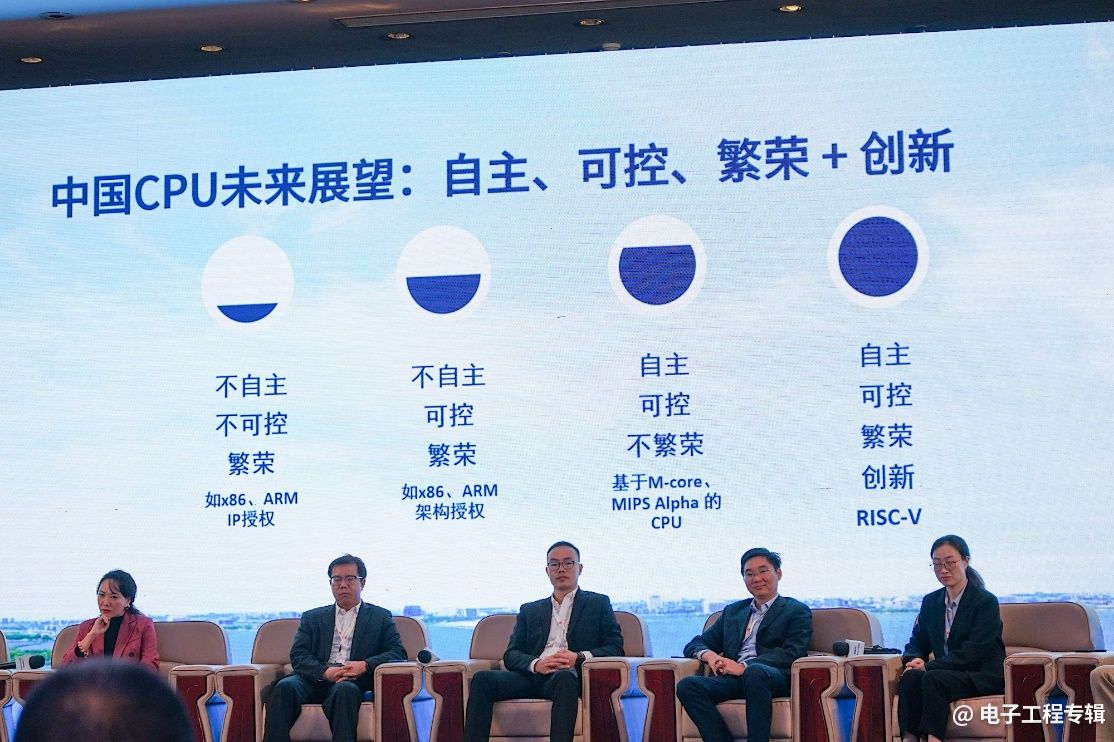 中国CPU未来展望：自主、可控、繁荣 + 创新
不自主
不可控
繁荣
如x86、ARM
IP授权
不自主
可控
繁荣
如x86、ARM
架构授权
自主
可控
不繁荣
基于M-core、
MIPS Alpha 的
CPU
自主
可控
繁荣
创新
RISC-V
@ 电子工程专辑